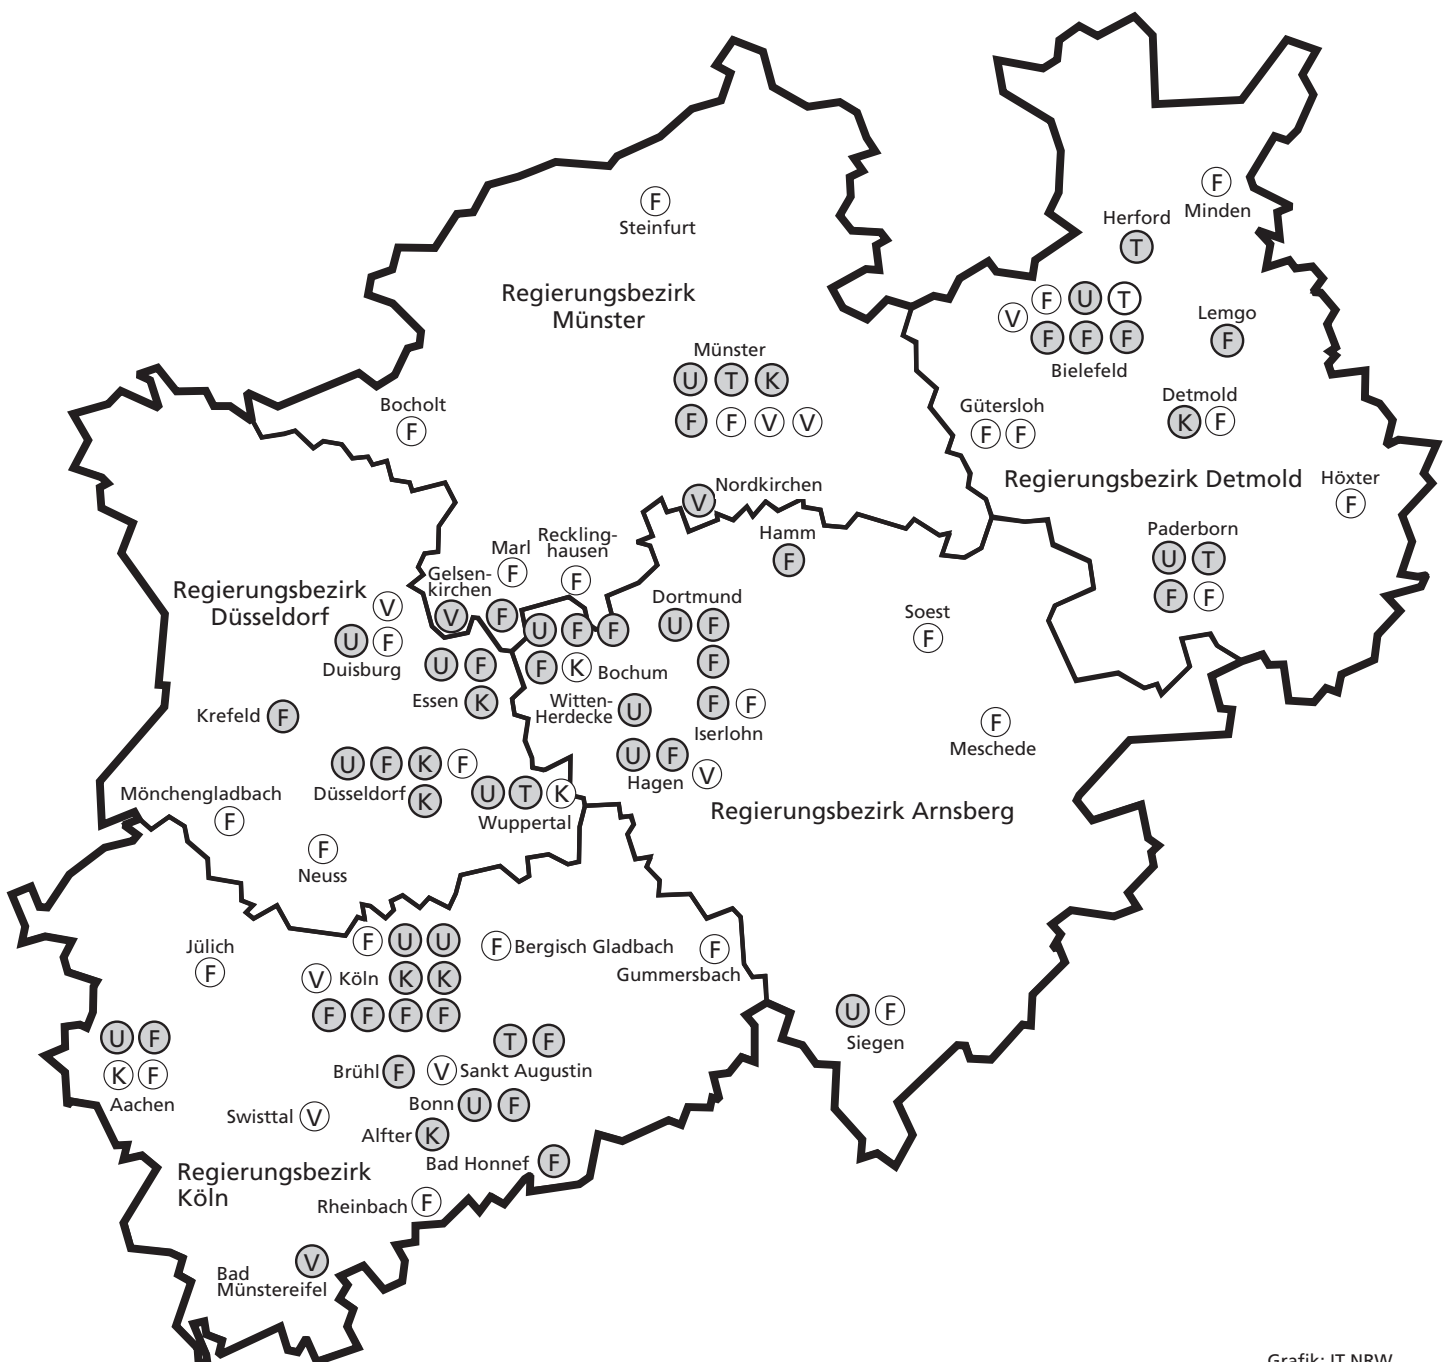 F
Steinfurt
F
Minden
Herford
T
Regierungsbezirk
Münster
V F U T
F F F
Bielefeld
Lemgo
F
Münster
U T K
F F V V
Bocholt
F
Gütersloh
F F
Detmold
K F
Regierungsbezirk Detmold
Höxter
F
V Nordkirchen
Hamm
F
Paderborn
U T
F F
Marl
F
Reckling-
hausen
F
Gelsen-
kirchen
V F
Regierungsbezirk
Düsseldorf
V
U F
Duisburg
U F F
F K Bochum
Dortmund
U F
F
Soest
F
U F
Essen K
Witten-
Herdecke U
F F
Iserlohn
Krefeld F
F
Meschede
U F
Hagen V
U F K F
Düsseldorf K
U T K
Wuppertal
Mönchengladbach
F
Regierungsbezirk Arnsberg
F
Neuss
Jülich
F
F U U
V Köln K K
F F F F
F Bergisch Gladbach
F
Gummersbach
U F
Siegen
U F
K F
Aachen
T F
V Sankt Augustin
Brühl F
Bonn U F
Swisttal V
Alfter K
Bad Honnef F
Regierungsbezirk
Köln
Rheinbach F
V
Bad
Münstereifel
Grafik: IT.NRW